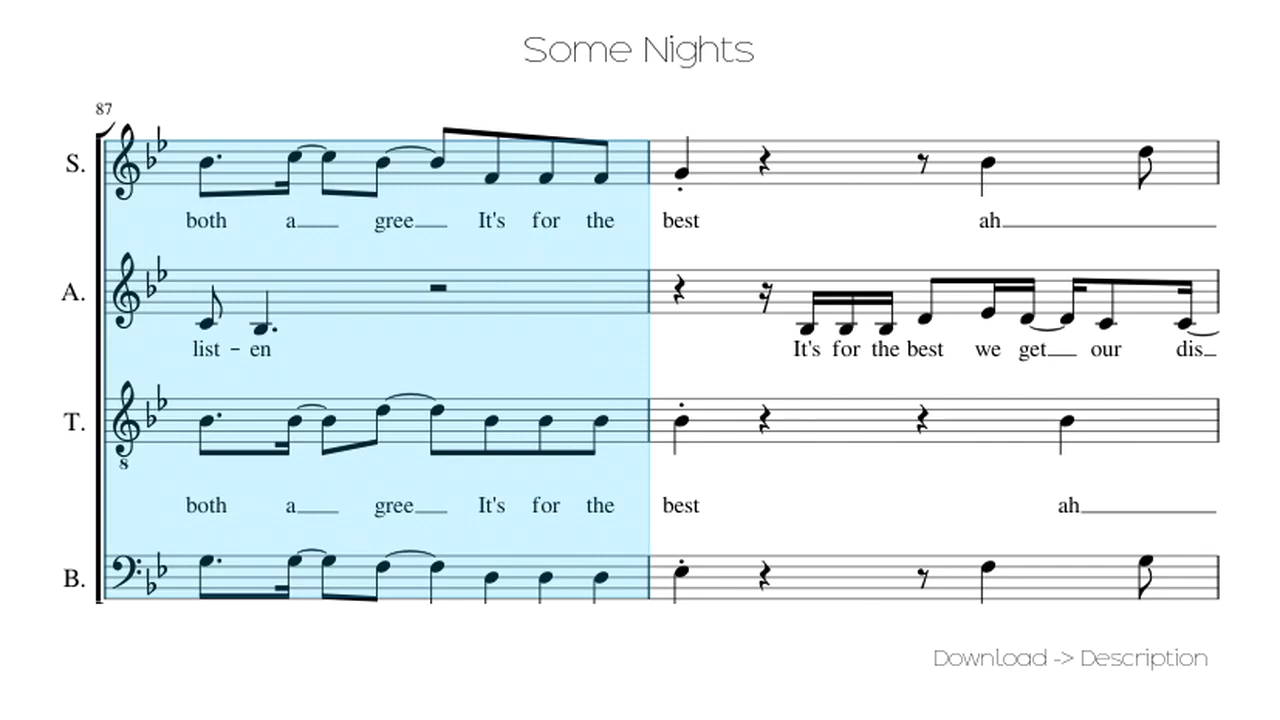 Some Nights
87
S.
both a gree It's for the best ah
A.
list - en It's for the best we get our dis
T.
8
both a gree It's for the best ah
B.
Download -> Description